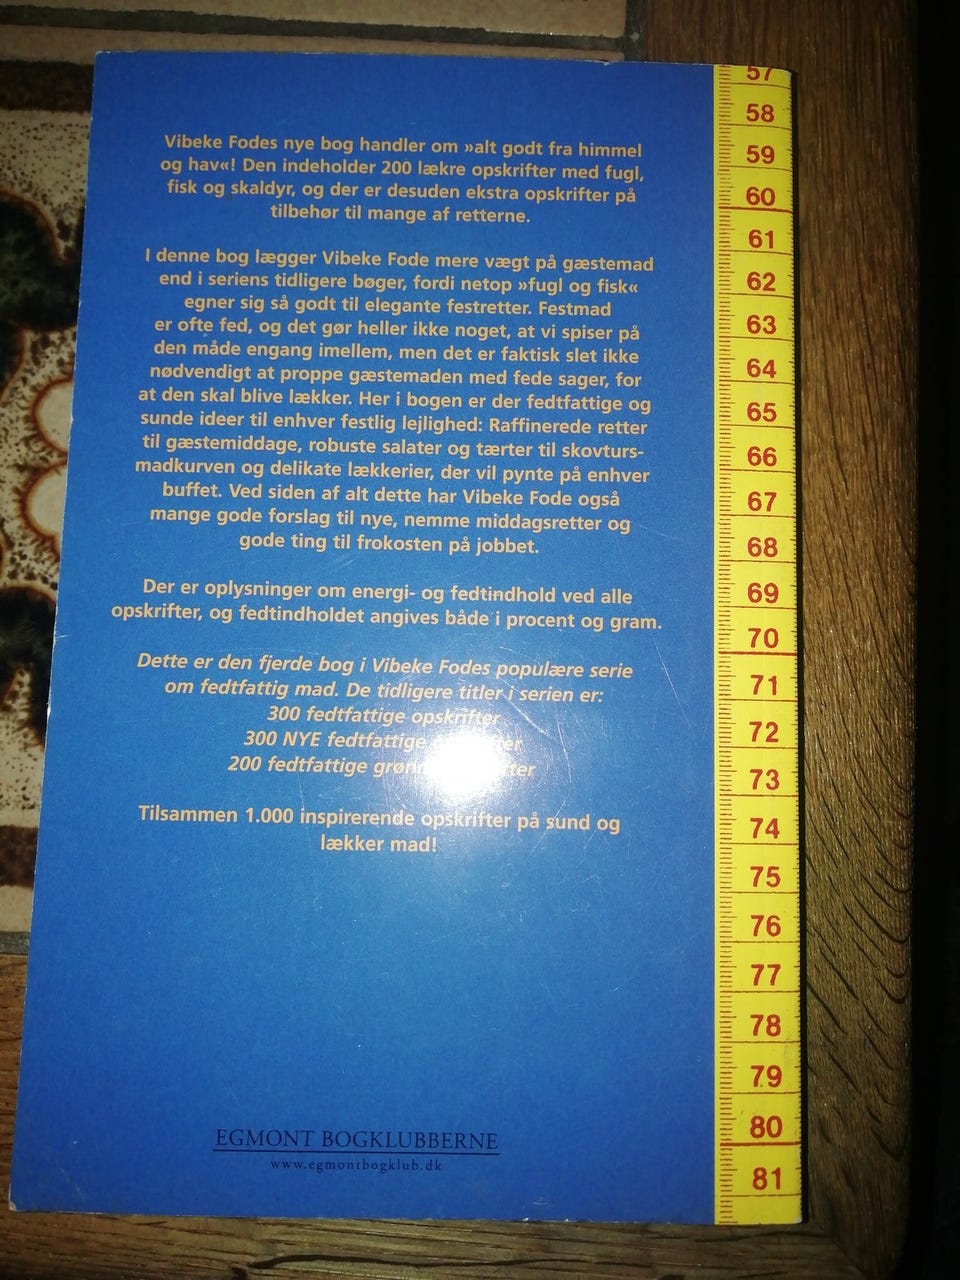 Vibeke Fodes nye bog handler om »alt godt fra himmel
og hav«! Den indeholder 200 lækre opskrifter med fugl,
fisk og skaldyr, og der er desuden ekstra opskrifter på
tilbehør til mange af retterne.
I denne bog lægger Vibeke Fode mere vægt på gæstemad
end i seriens tidligere bøger, fordi netop »fugl og fisk«
egner sig så godt til elegante festretter. Festmad
er ofte fed, og det gør heller ikke noget, at vi spiser på
den måde engang imellem, men det er faktisk slet ikke
nødvendigt at proppe gæstemaden med fede sager, for
at den skal blive lækker. Her i bogen er der fedtfattige og
sunde ideer til enhver festlig lejlighed: Raffinerede retter
til gæstemiddage, robuste salater og tærter til skovturs-
madkurven og delikate lækkerier, der vil pynte på enhver
buffet. Ved siden af alt dette har Vibeke Fode også
mange gode forslag til nye, nemme middagsretter og
gode ting til frokosten på jobbet.
Der er oplysninger om energi- og fedtindhold ved alle
opskrifter, og fedtindholdet angives både i procent og gram.
Dette er den fjerde bog i Vibeke Fodes populære serie
om fedtfattig mad. De tidligere titler i serien er:
300 fedtfattige opskrifter
300 NYE fedtfattige
200 fedtfattige
Tilsammen 1.000 inspirerende opskrifter på sund og
lækker mad!
EGMONT BOGKLUBBERNE
www.egmontbogklub.dk
57
58
59
60
61
62
63
64
65
66
67
68
69
70
71
72
73
74
75
76
77
78
79
80
81